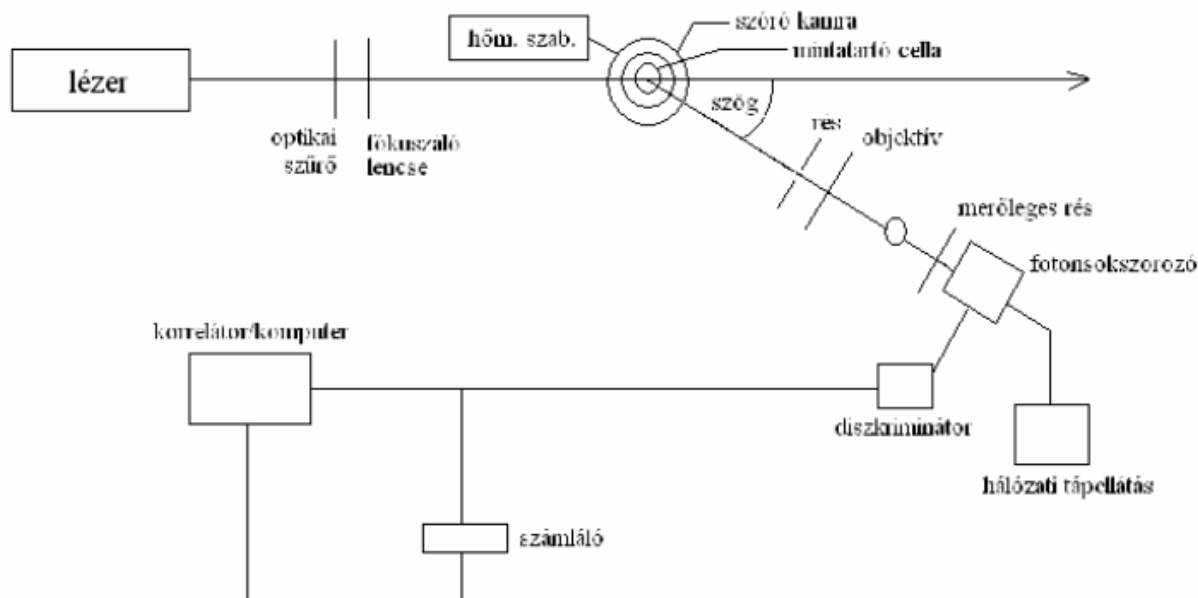 szóró kamra
hőm. szab.
mintatartó cella
lézer
szög
rés
objektív
optikai
szűrő
fókuszáló
lencse
merőleges rés
fotonsokszorozó
korrelátor/komputer
diszkriminátor
hálózati tápellátás
számláló